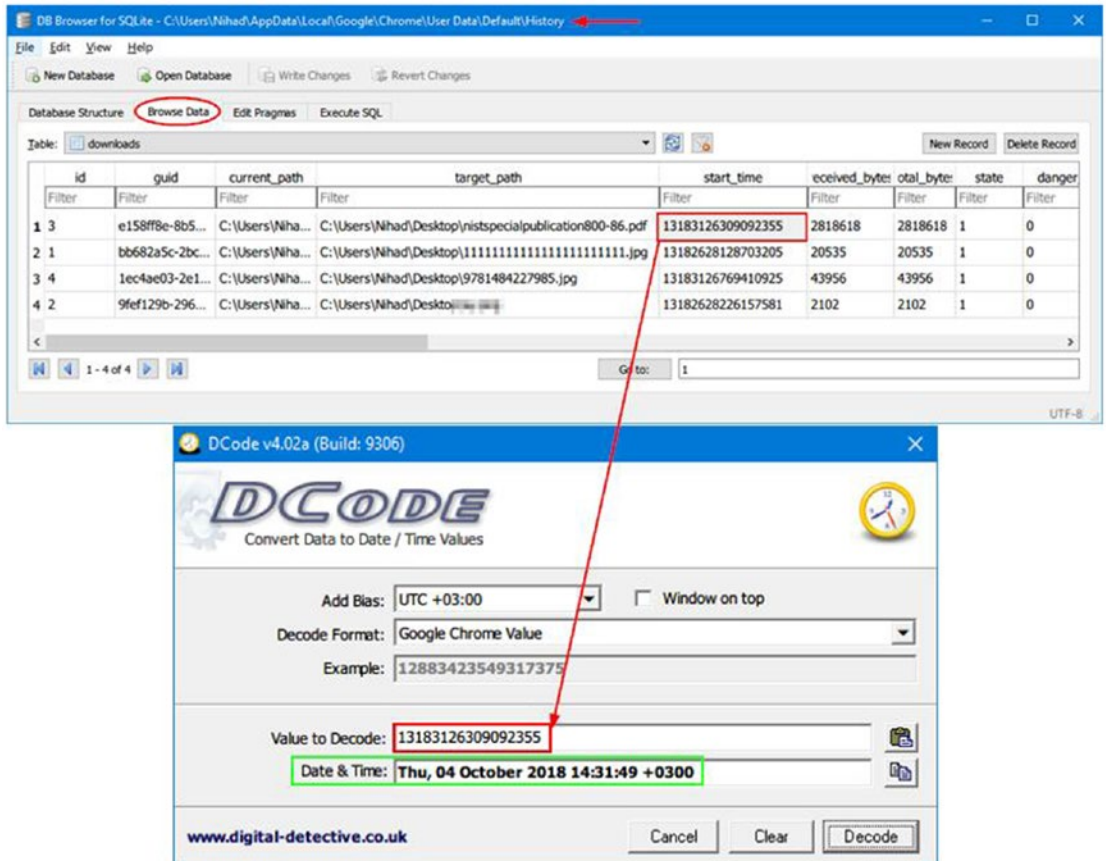 DB Browser for SQLite - C:\Users\Nihad\AppData\Local\Google\Chrome\User Data\Default\History
File Edit View Help
New Database Open Database Write Changes Revert Changes
Database Structure Browse Data Edit Pragmas Execute SQL
Table: downloads New Record Delete Record
id guid current_path target_path start_time eceived_byte: otal_byte: state danger
Filter Filter Filter Filter Filter Filter Filter Filter Filter
1 3 e158ff8e-8b5... C:\Users\Niha... C:\Users\Nihad\Desktop\nistspecialpublication800-86.pdf 13183126309092355 2818618 2818618 1 0
2 1 bb682a5c-2bc... C:\Users\Niha... 13182628128703205 20535 20535 1 0
3 4 1ec4ae03-2e1... C:\Users\Niha... C:\Users\Nihad\Desktop\9781484227985.jpg 13183126769410925 43956 43956 1 0
4 2 9fef129b-296... C:\Users\Niha... C:\Users\Nihad\Deskto 13182628226157581 2102 2102 1 0
1 - 4 of 4 Go to: 1
UTF-8
DCode v4.02a (Build: 9306)
DCODE
Convert Data to Date / Time Values
Add Bias: UTC +03:00 Window on top
Decode Format: Google Chrome Value
Example: 12883423549317375
Value to Decode: 13183126309092355
Date & Time: Thu, 04 October 2018 14:31:49 +0300
www.digital-detective.co.uk Cancel Clear Decode